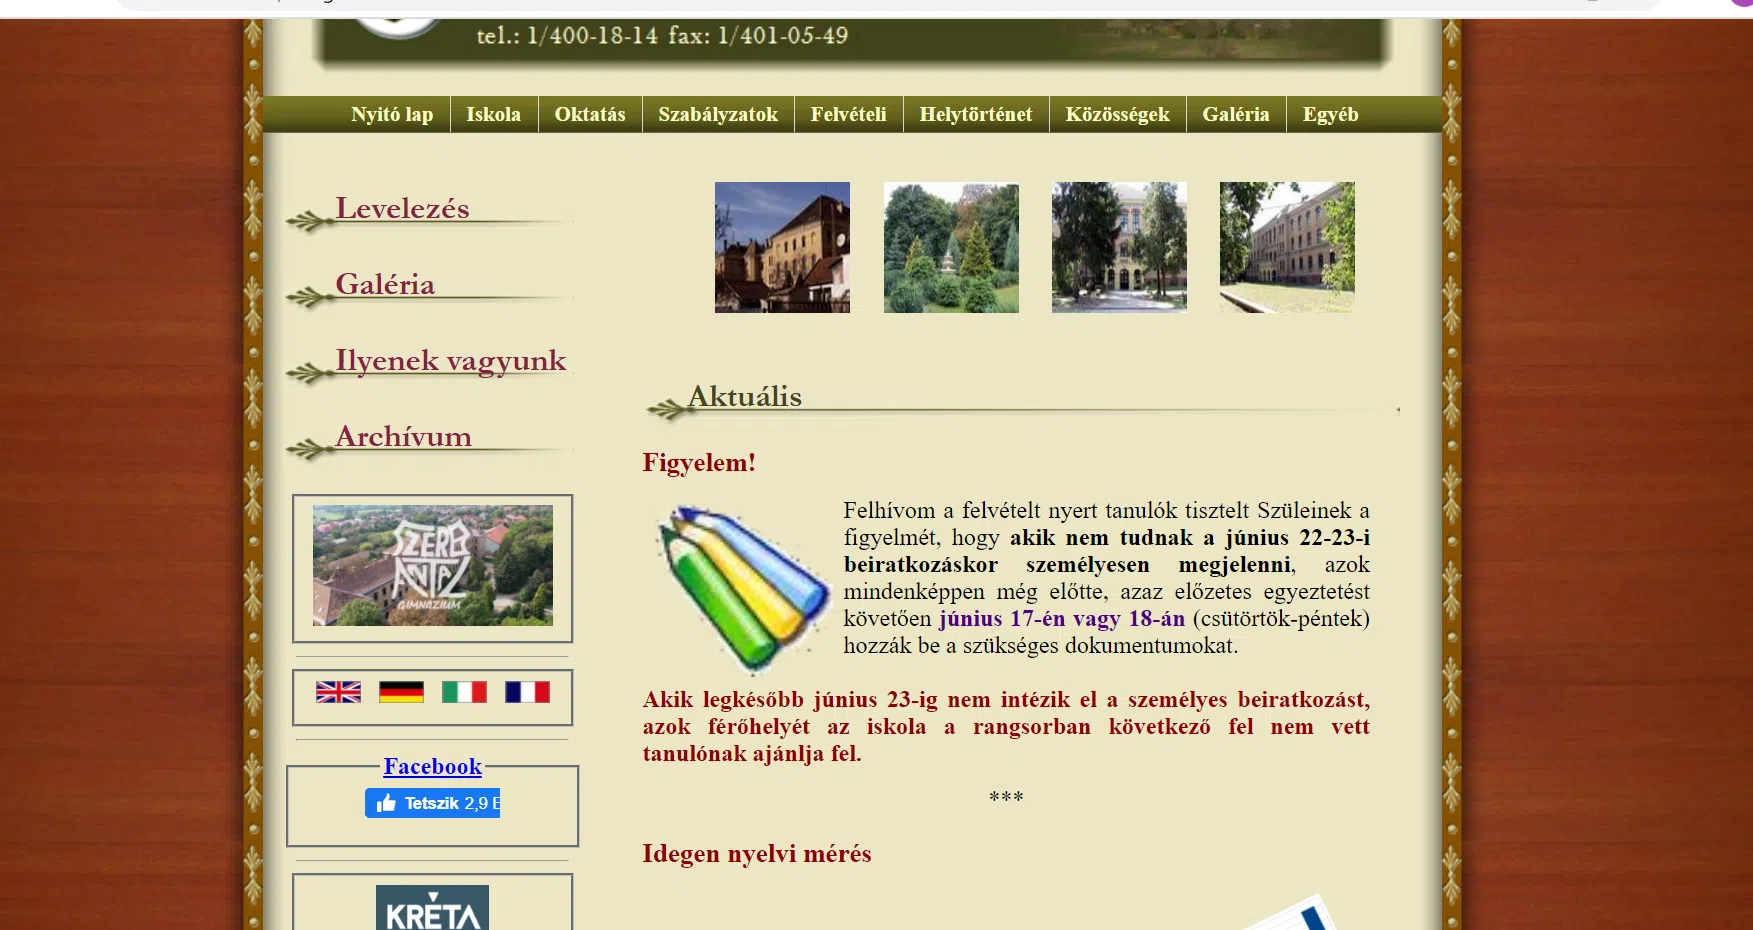 tel.: 1/400-18-14 fax: 1/401-05-49
Nyitó lap Iskola Oktatás Szabályzatok Felvételi Helytörténet Közösségek Galéria Egyéb
Levelezés
Galéria
Ilyenek vagyunk
Archívum
SZERB
ANTAL
GIMNÁZIUM
Facebook
Tetszik 2,9 E
KRÉTA
Aktuális
Figyelem!
Felhívom a felvételt nyert tanulók tisztelt Szüleinek a
figyelmét, hogy akik nem tudnak a június 22-23-i
beiratkozáskor személyesen megjelenni, azok
mindenképpen még előtte, azaz előzetes egyeztetést
követően június 17-én vagy 18-án (csütörtök-péntek)
hozzák be a szükséges dokumentumokat.
Akik legkésőbb június 23-ig nem intézik el a személyes beiratkozást,
azok férőhelyét az iskola a rangsorban következő fel nem vett
tanulónak ajánlja fel.
***
Idegen nyelvi mérés